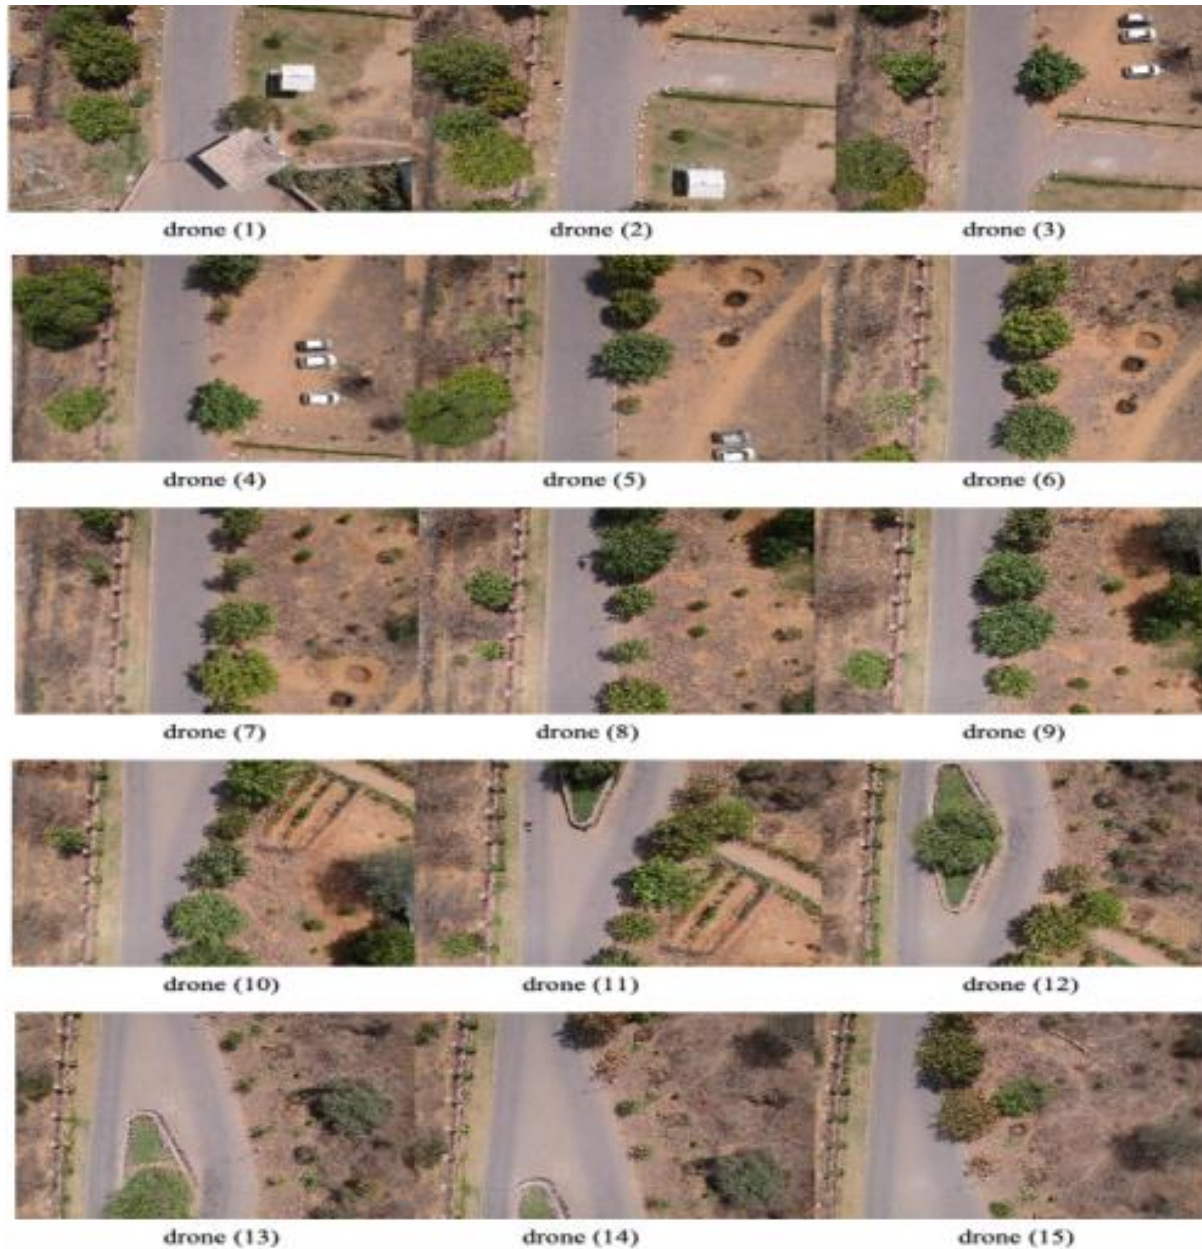 drone (1)
drone (2)
drone (3)
drone (4)
drone (5)
drone (6)
drone (7)
drone (8)
drone (9)
drone (10)
drone (11)
drone (12)
drone (13)
drone (14)
drone (15)